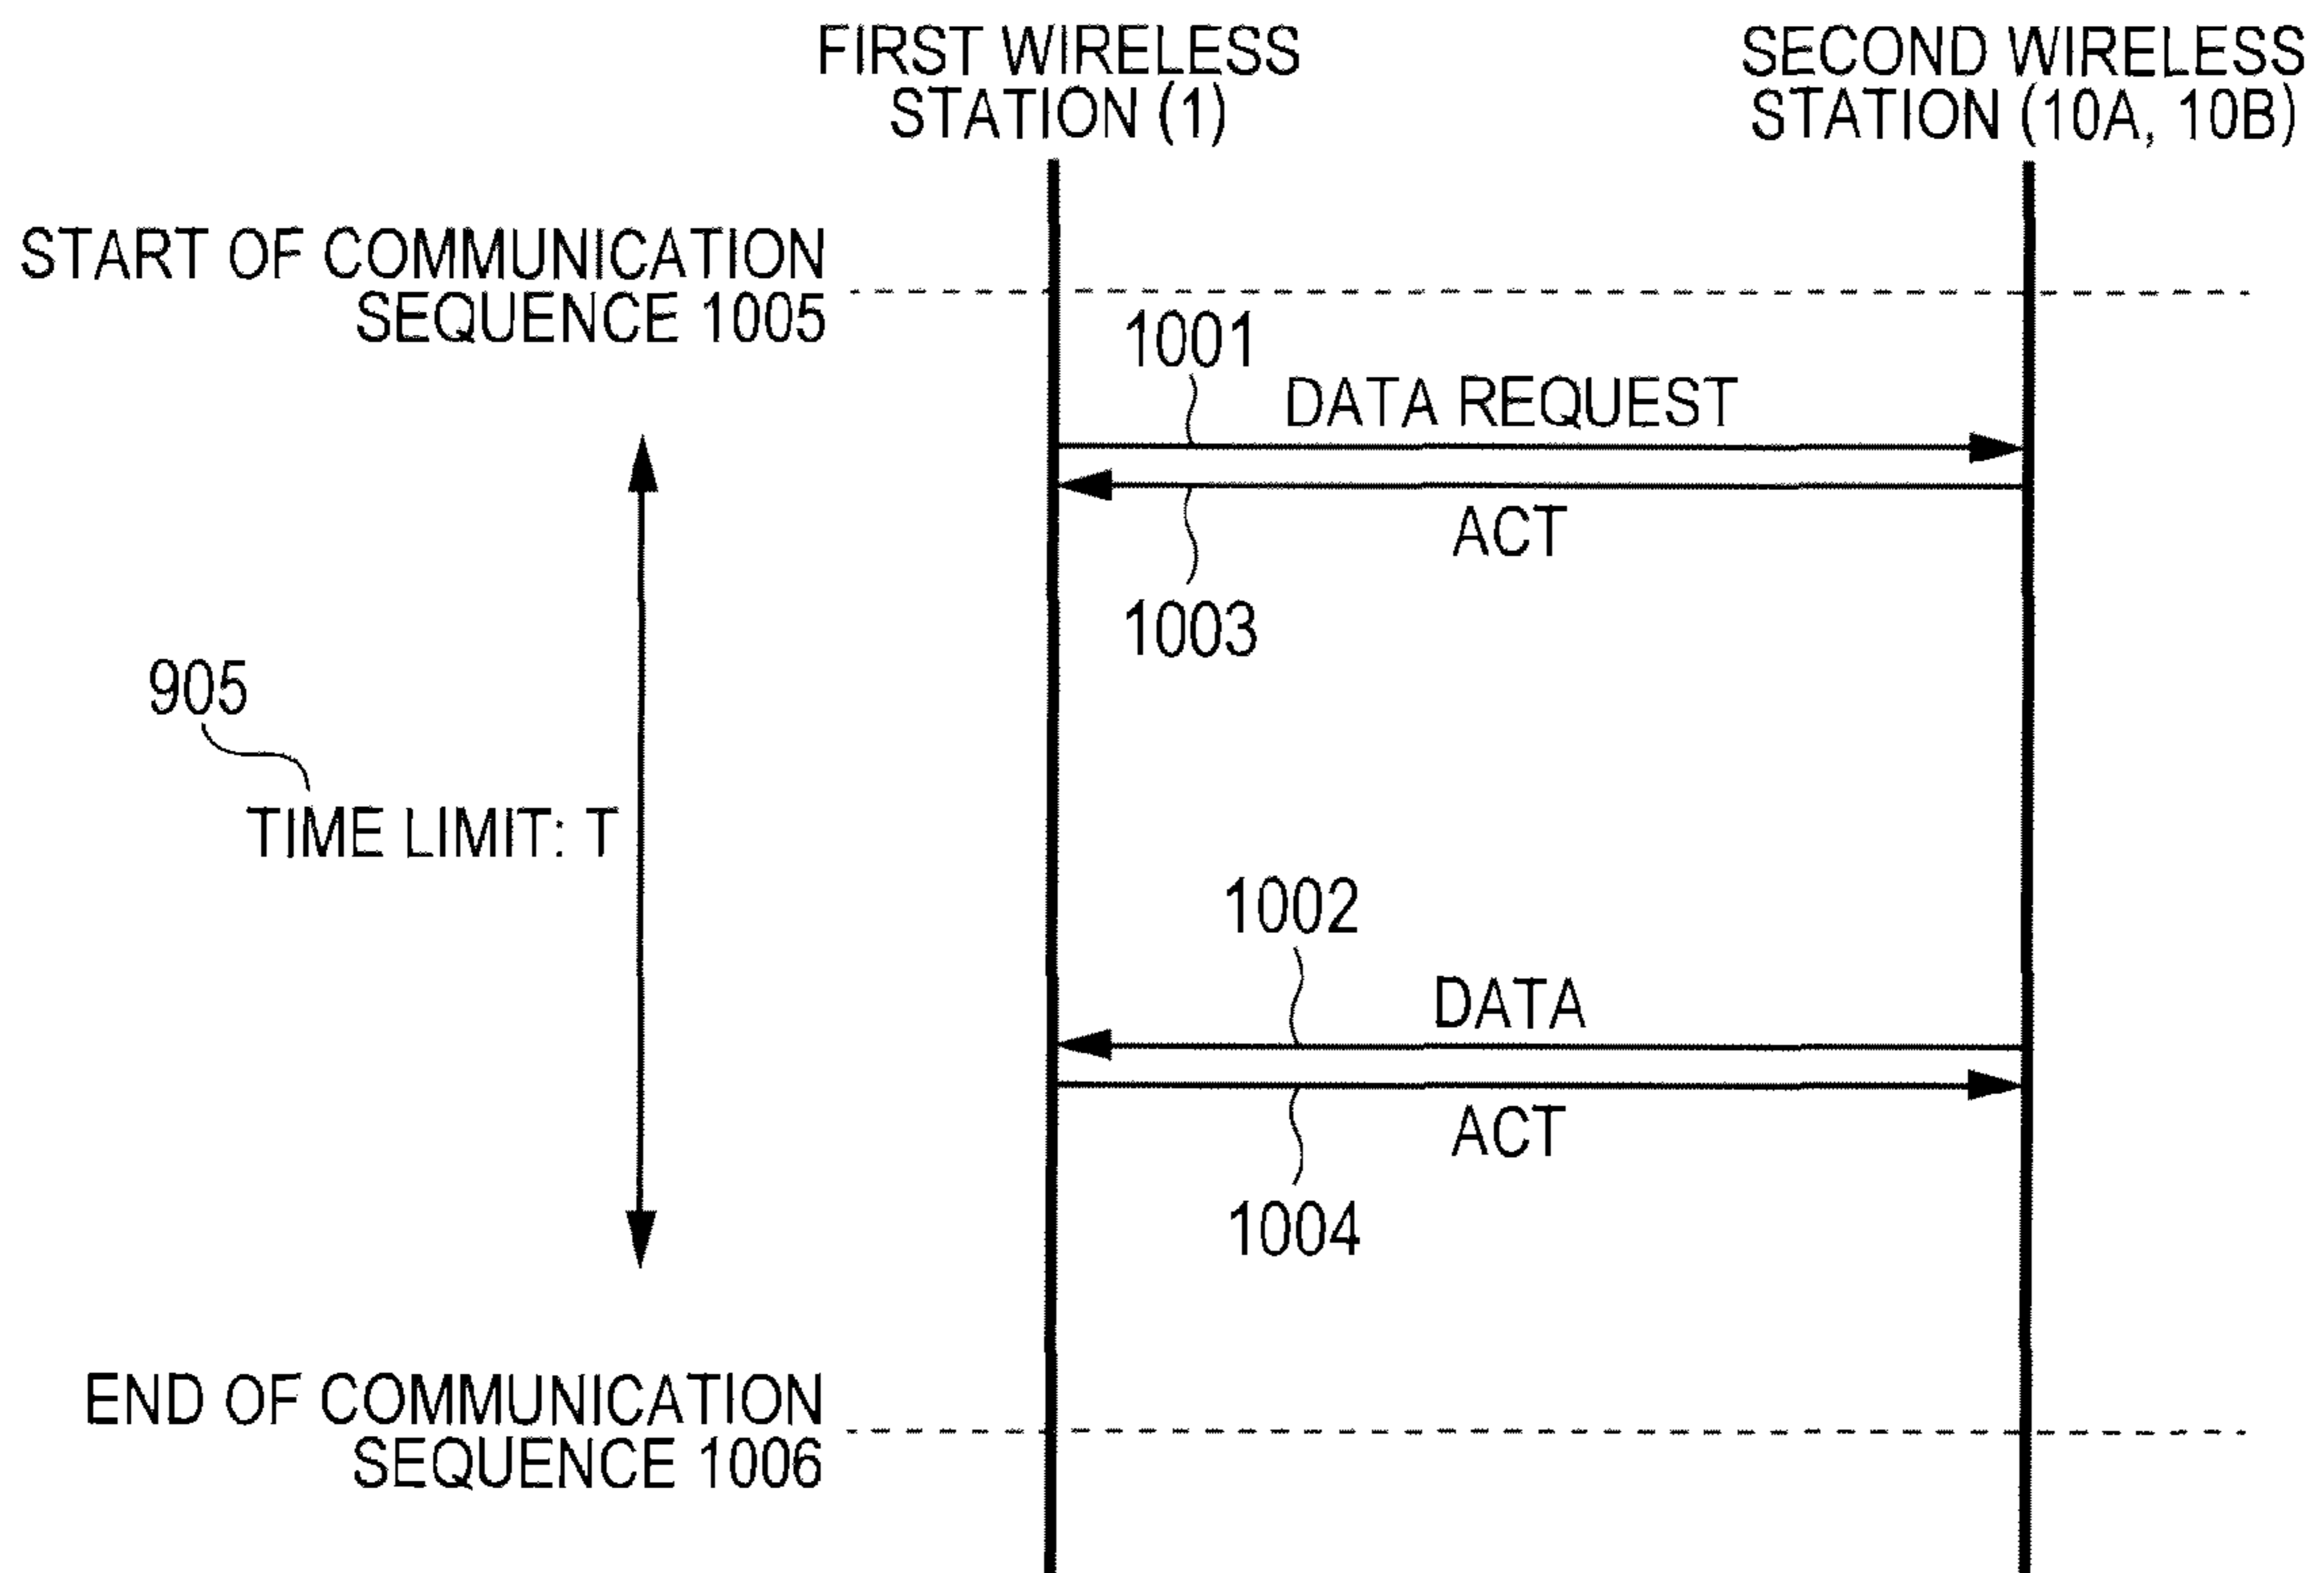 FIRST WIRELESS
STATION (1)
SECOND WIRELESS
STATION (10A, 10B)
START OF COMMUNICATION
SEQUENCE 1005
1001
DATA REQUEST
ACT
1003
905
TIME LIMIT: T
1002
DATA
ACT
1004
END OF COMMUNICATION
SEQUENCE 1006